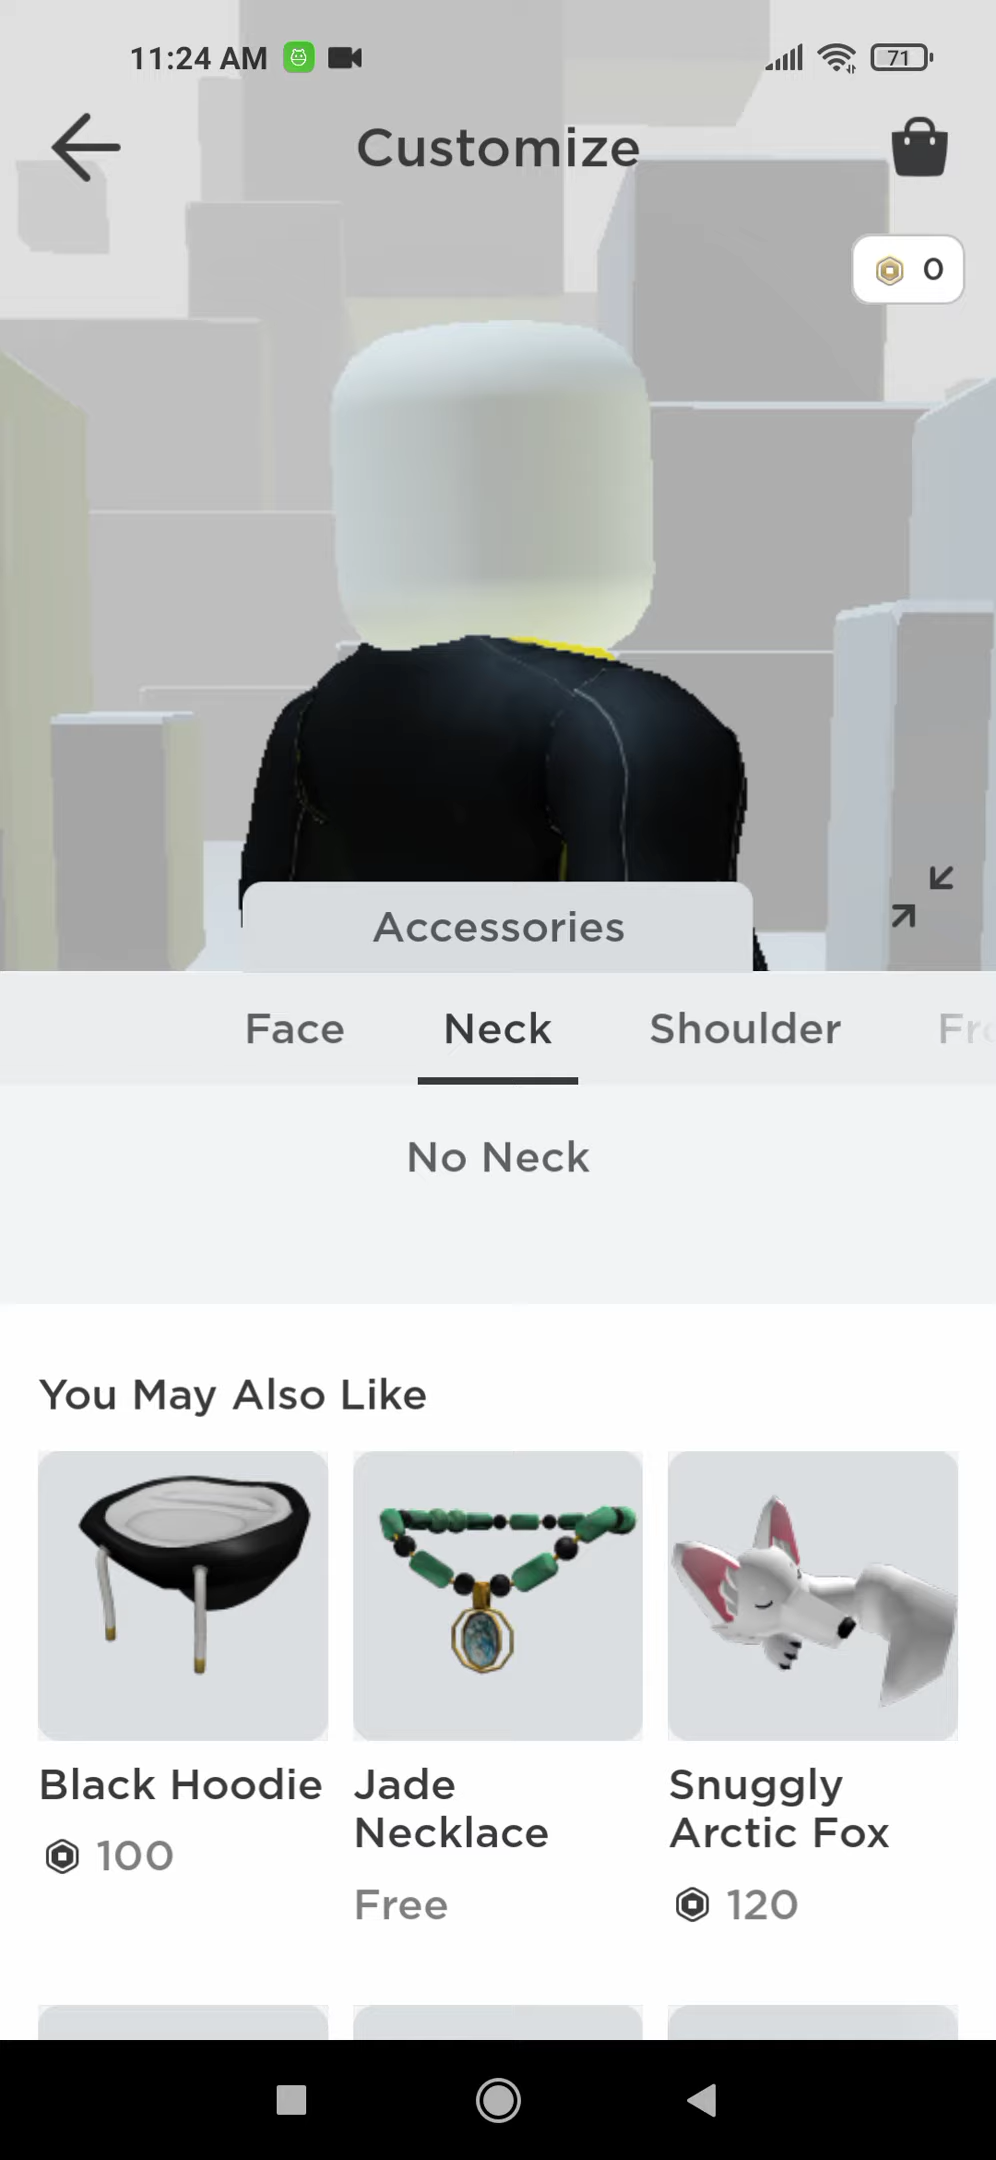 11:24 AM
71
Customize
0
Accessories
Face
Neck
Shoulder
No Neck
You May Also Like
Black Hoodie
100
Jade
Necklace
Free
Snuggly
Arctic Fox
120